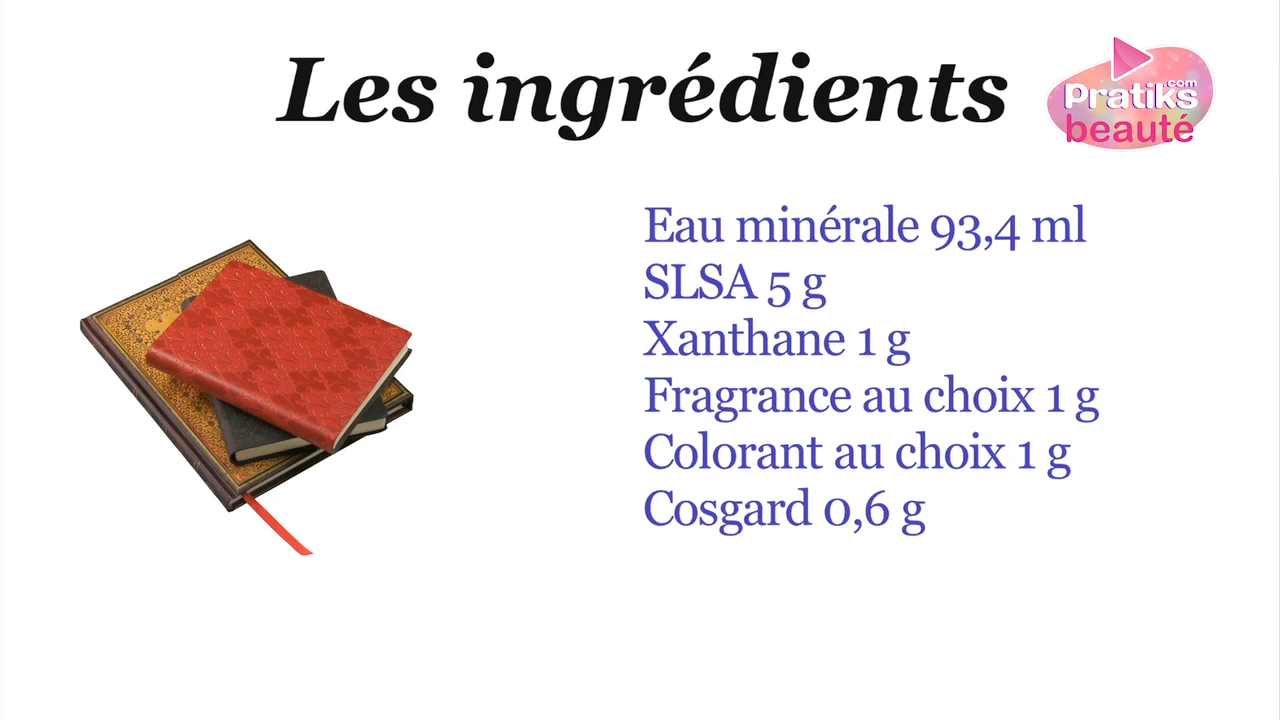 Les ingrédients
Pratiks.com
beauté
Eau minérale 93,4 ml
SLSA 5 g
Xanthane 1 g
Fragrance au choix 1 g
Colorant au choix 1 g
Cosgard 0,6 g